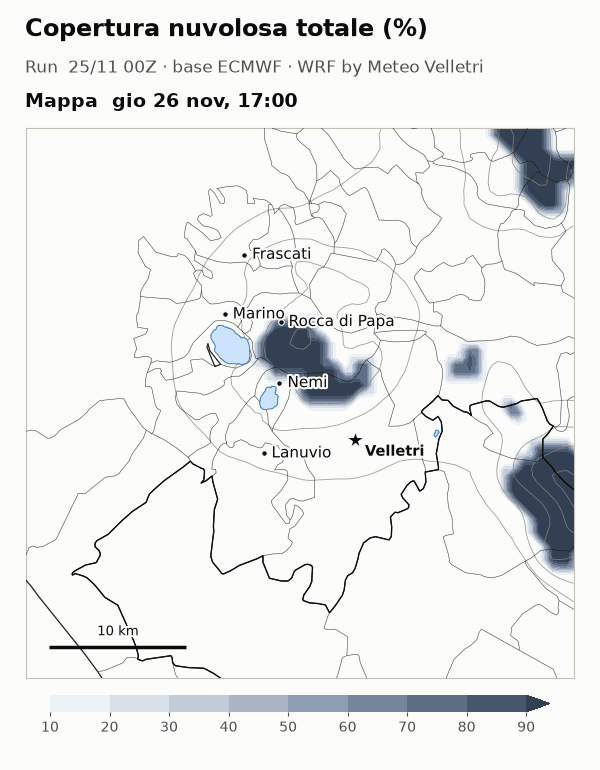 Copertura nuvolosa totale (%)
Run  25/11 00Z · base ECMWF · WRF by Meteo Velletri
Mappa  gio 26 nov, 17:00
Frascati
Marino
Rocca di Papa
Nemi
Velletri
Lanuvio
10 km
10 20 30 40 50 60 70 80 90